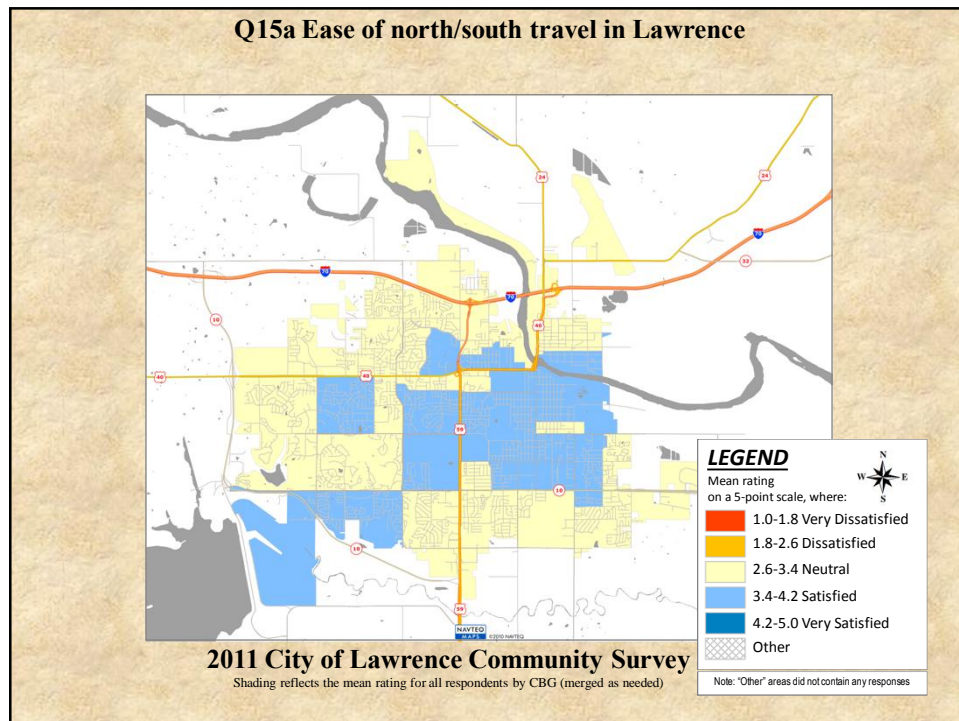 Q15a Ease of north/south travel in Lawrence
24
24
70
70
70
32
10
40
40
40
59
10
10
59
NAVTEQ
MAPS ©2010 NAVTEQ
LEGEND
Mean rating
on a 5-point scale, where:
N
W E
S
1.0-1.8 Very Dissatisfied
1.8-2.6 Dissatisfied
2.6-3.4 Neutral
3.4-4.2 Satisfied
4.2-5.0 Very Satisfied
Other
Note: “Other” areas did not contain any responses
2011 City of Lawrence Community Survey
Shading reflects the mean rating for all respondents by CBG (merged as needed)